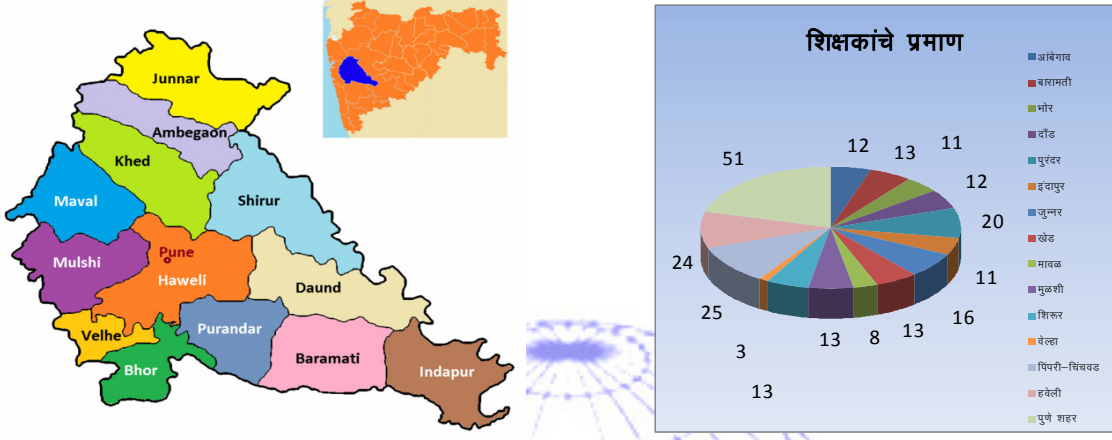 Junnar
Ambegaon
Khed
Maval
Shirur
Mulshi
Pune
Haweli
Daund
Velhe
Purandar
Bhor
Baramati
Indapur
शिक्षकांचे प्रमाण
51
12
13
11
12
20
11
16
13
8
13
13
3
25
24
आंबेगाव
बारामती
भोर
दौंड
पुरंदर
इंदापुर
जुन्नर
खेड
मावळ
मुळशी
शिरूर
वेल्हा
पिंपरी–चिंचवड
हवेली
पुणे शहर